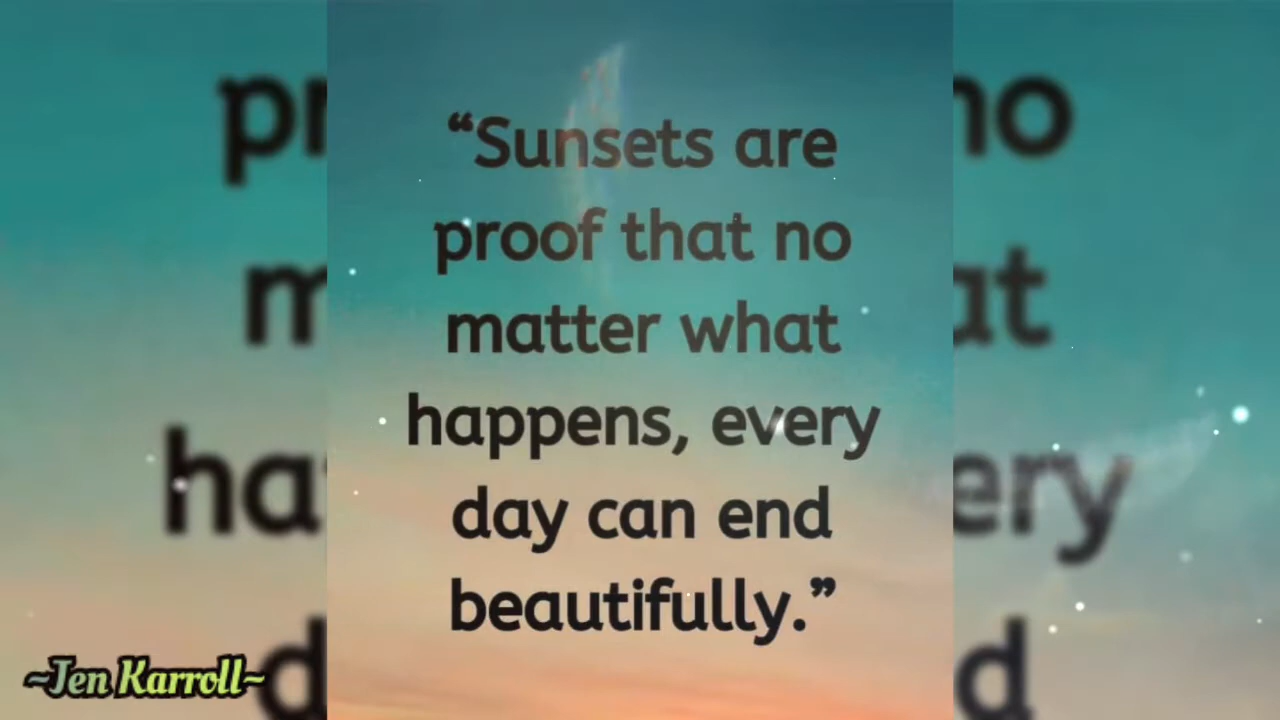 “Sunsets are
proof that no
matter what
happens, every
day can end
beautifully.”
~Jen Karroll~